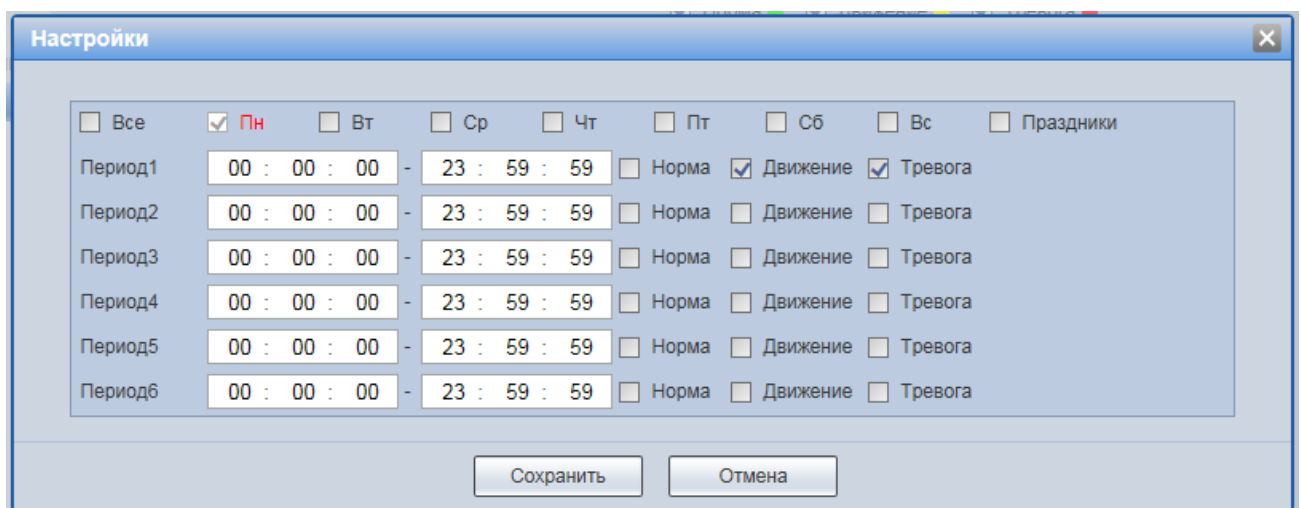 Настройки
Все Пн Вт Ср Чт Пт Сб Вс Праздники
Период1 00 : 00 : 00 - 23 : 59 : 59 Норма Движение Тревога
Период2 00 : 00 : 00 - 23 : 59 : 59 Норма Движение Тревога
Период3 00 : 00 : 00 - 23 : 59 : 59 Норма Движение Тревога
Период4 00 : 00 : 00 - 23 : 59 : 59 Норма Движение Тревога
Период5 00 : 00 : 00 - 23 : 59 : 59 Норма Движение Тревога
Период6 00 : 00 : 00 - 23 : 59 : 59 Норма Движение Тревога
Сохранить Отмена